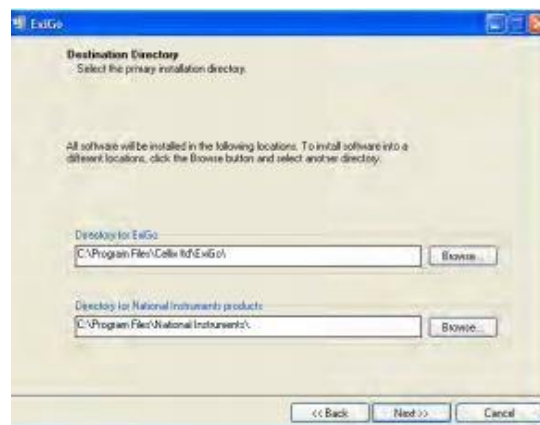 ExiGo
Destination Directory
Select the primary installation directory.
All software will be installed in the following locations. To install software into a
different locations, click the Browse button and select another directory.
Directory for ExiGo
C:\Program Files\Cellix ltd\ExiGo\
Browse...
Directory for National Instruments products
C:\Program Files\National Instruments\
Browse...
<< Back
Next >>
Cancel